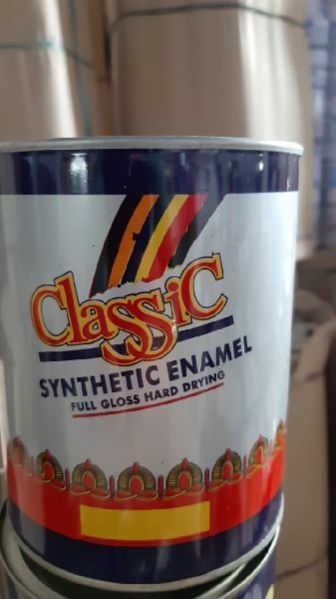 ClaSSiC
SYNTHETIC ENAMEL
FULL GLOSS HARD DRYING